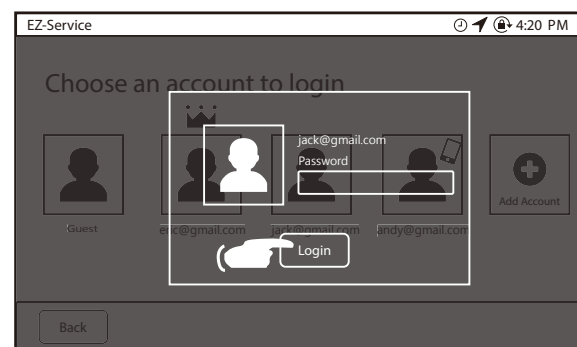 EZ-Service 4:20 PM
Choose an account to login
jack@gmail.com
Password
Add Account
Guest
eric@gmail.com
jack@gmail.com
andy@gmail.com
Login
Back